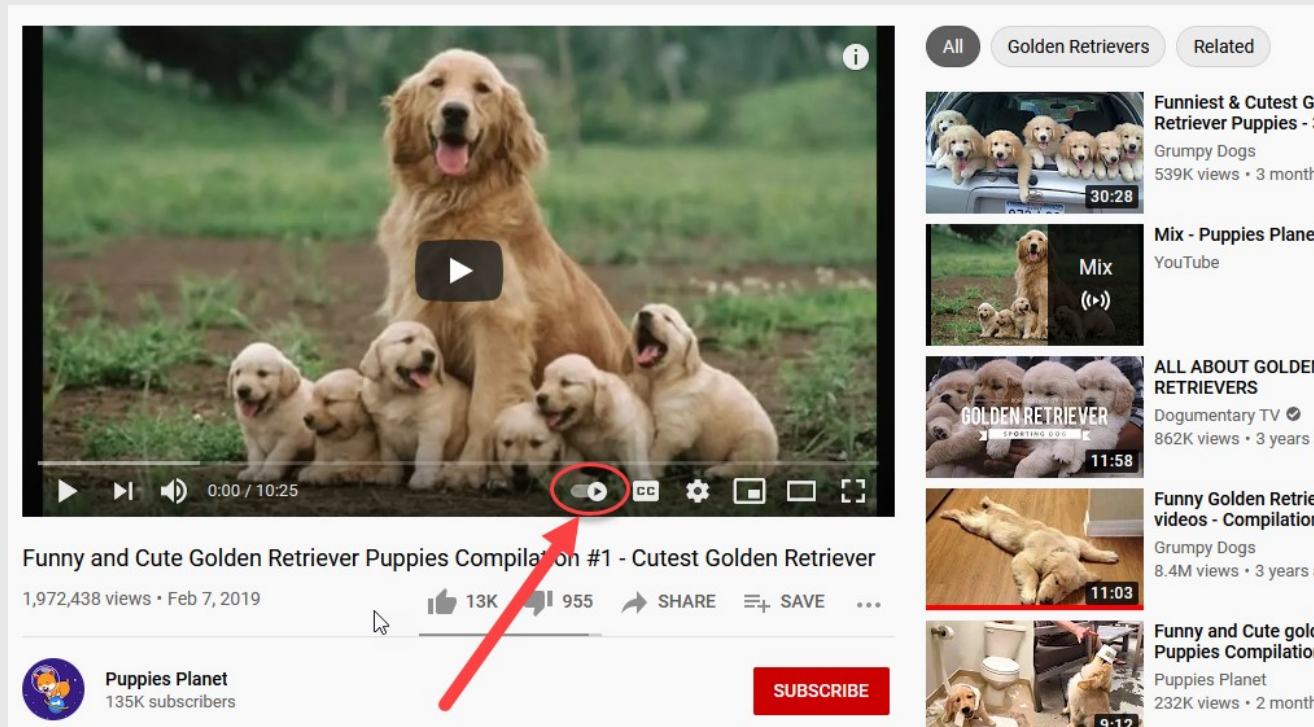 0:00 / 10:25
CC
Funny and Cute Golden Retriever Puppies Compilation #1 - Cutest Golden Retriever
1,972,438 views • Feb 7, 2019
13K
955
SHARE
SAVE
Puppies Planet
135K subscribers
SUBSCRIBE
All
Golden Retrievers
Related
30:28
Funniest & Cutest G
Retriever Puppies -
Grumpy Dogs
539K views • 3 month
Mix
Mix - Puppies Plane
YouTube
GOLDEN RETRIEVER
SPORTING DOG
11:58
ALL ABOUT GOLDE
RETRIEVERS
Dogumentary TV
862K views • 3 years
11:03
Funny Golden Retrie
videos - Compilatio
Grumpy Dogs
8.4M views • 3 years
9:12
Funny and Cute gol
Puppies Compilatio
Puppies Planet
232K views • 2 month